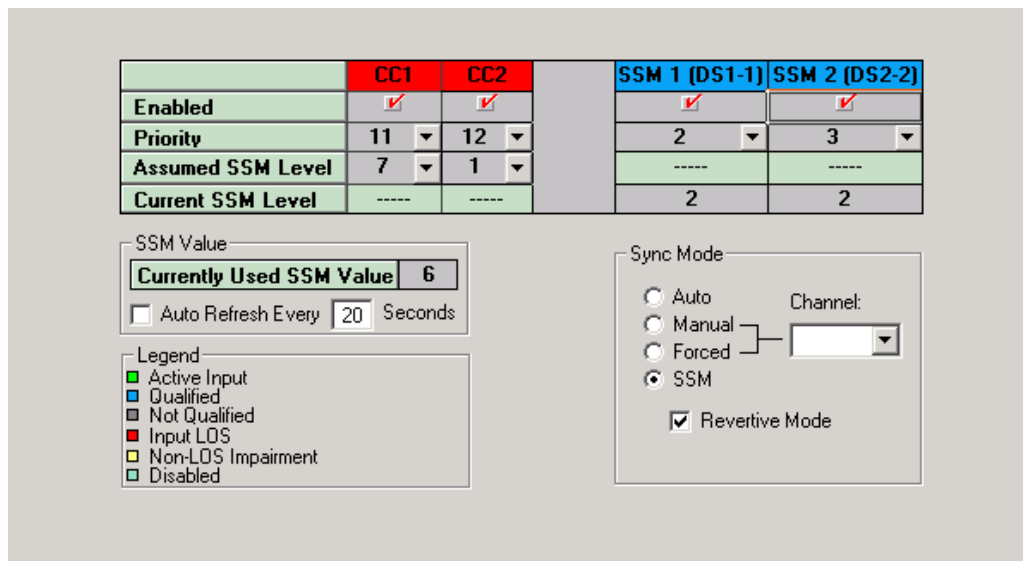 CC1 CC2 SSM 1 (DS1-1) SSM 2 (DS2-2)
Enabled
Priority 11 12 2 3
Assumed SSM Level 7 1 ----- -----
Current SSM Level ----- ----- 2 2
SSM Value
Currently Used SSM Value 6
Auto Refresh Every 20 Seconds
Legend
Active Input
Qualified
Not Qualified
Input LOS
Non-LOS Impairment
Disabled
Sync Mode
Auto
Channel:
Manual
Forced
SSM
Revertive Mode